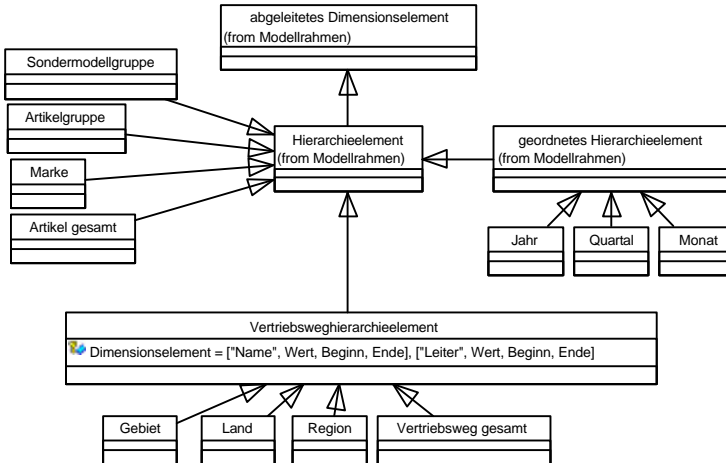 abgeleitetes Dimensionselement
(from Modellrahmen)
Sondermodellgruppe
Artikelgruppe
Marke
Artikel gesamt
Hierarchieelement
(from Modellrahmen)
geordnetes Hierarchieelement
(from Modellrahmen)
Jahr
Quartal
Monat
Vertriebsweghierarchieelement
Dimensionselement = ["Name", Wert, Beginn, Ende], ["Leiter", Wert, Beginn, Ende]
Gebiet
Land
Region
Vertriebsweg gesamt